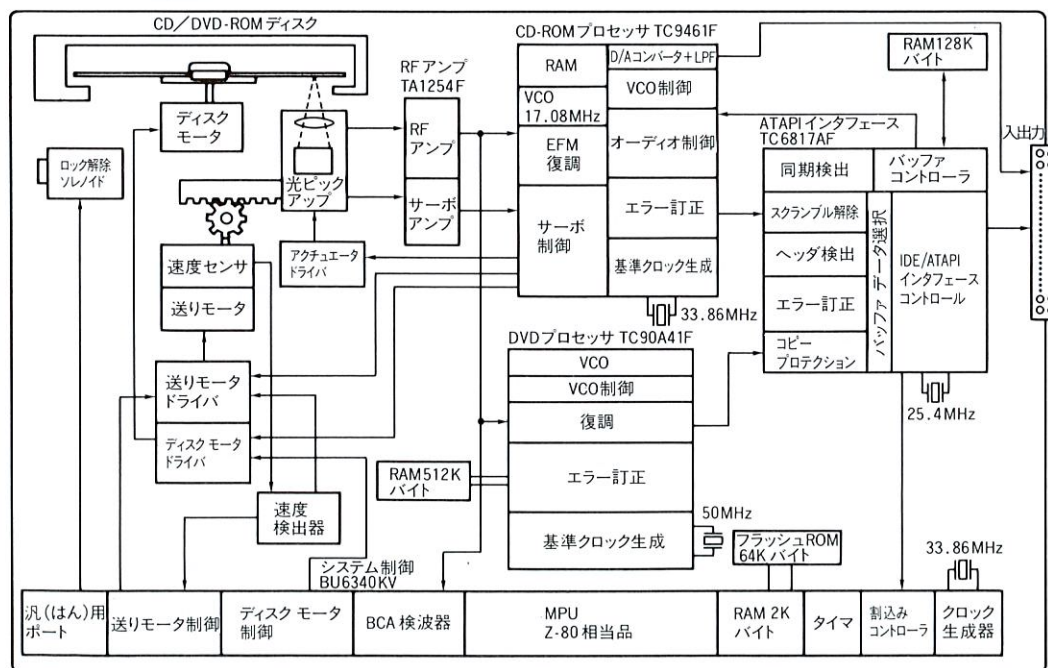 CD/DVD-ROMディスク
ディスク
モータ
ロック解除
ソレノイド
光ピック
アップ
速度センサ
送りモータ
アクチュエータ
ドライバ
送りモータ
ドライバ
ディスク モータ
ドライバ
速度
検出器
RFアンプ
TA1254F
RF
アンプ
サーボ
アンプ
CD-ROMプロセッサ TC9461F
RAM
VCO
17.08MHz
EFM
復調
サーボ
制御
D/Aコンバータ+LPF
VCO制御
オーディオ制御
エラー訂正
基準クロック生成
33.86MHz
DVDプロセッサ TC90A41F
VCO
VCO制御
復調
エラー訂正
基準クロック生成
RAM512K
バイト
50MHz
RAM128K
バイト
ATAPIインタフェース
TC6817AF
同期検出
バッファ
コントローラ
スクランブル解除
ヘッダ検出
エラー訂正
コピー
プロテクション
バッファ データ選択
IDE/ATAPI
インタフェース
コントロール
25.4MHz
入出力
フラッシュROM
64Kバイト
33.86MHz
システム制御
BU6340KV
汎(はん)用
ポート
送りモータ制御
ディスク モータ
制御
BCA検波器
MPU
Z-80相当品
RAM 2K
バイト
タイマ
割込み
コントローラ
クロック
生成器